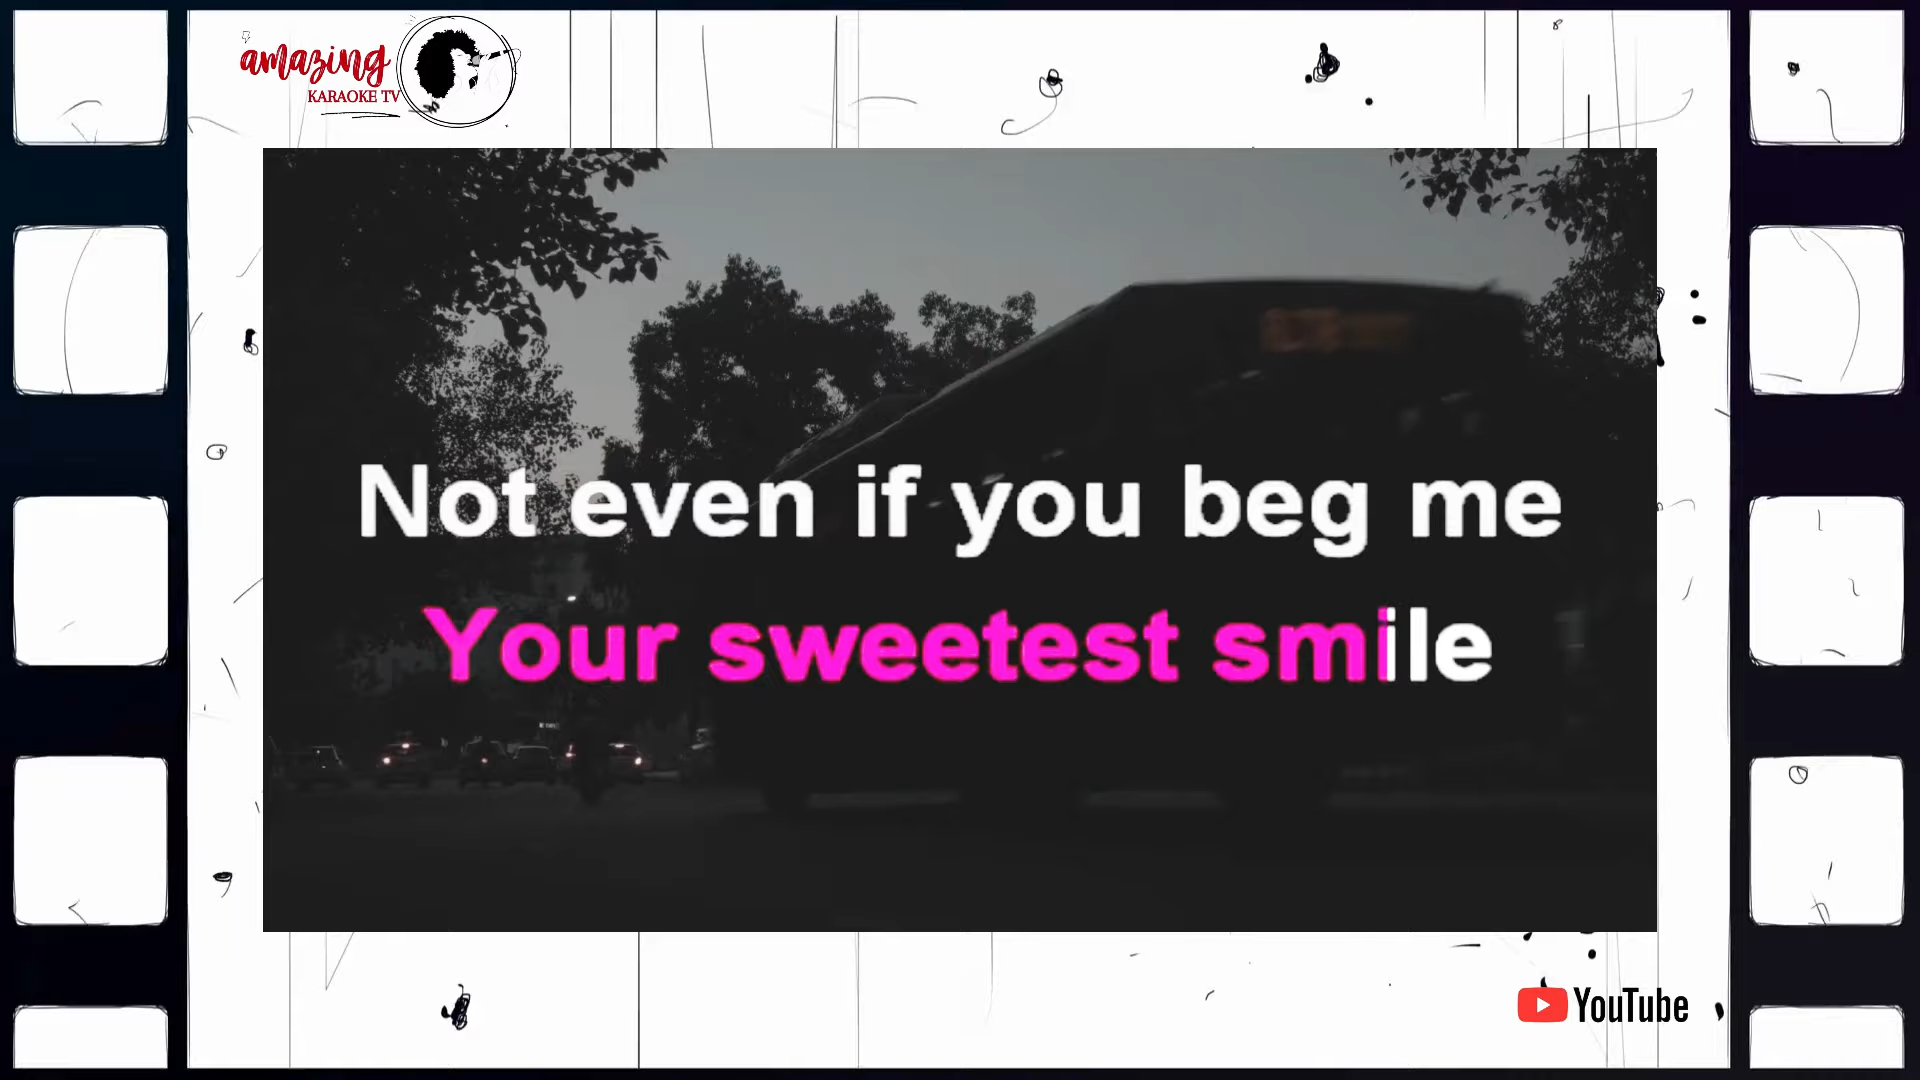 amazing
KARAOKE TV
Not even if you beg me
Your sweetest smile
YouTube